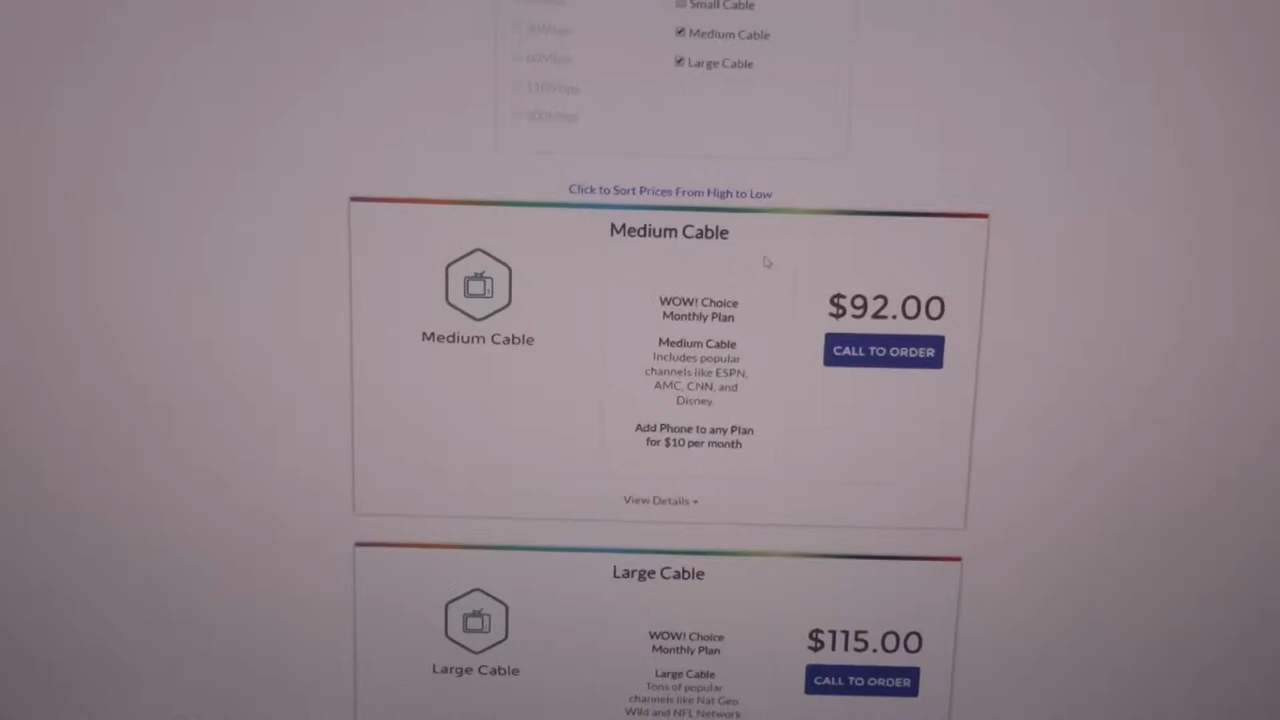 Small Cable
Medium Cable
Large Cable
60Mbps
110Mbps
Click to Sort Prices From High to Low
Medium Cable
Medium Cable
WOW! Choice
Monthly Plan
Medium Cable
Includes popular
channels like ESPN,
AMC, CNN, and
Disney.
Add Phone to any Plan
for $10 per month
$92.00
CALL TO ORDER
View Details +
Large Cable
Large Cable
WOW! Choice
Monthly Plan
Large Cable
Tons of popular
channels like Nat Geo
Wild and NFL Network
$115.00
CALL TO ORDER